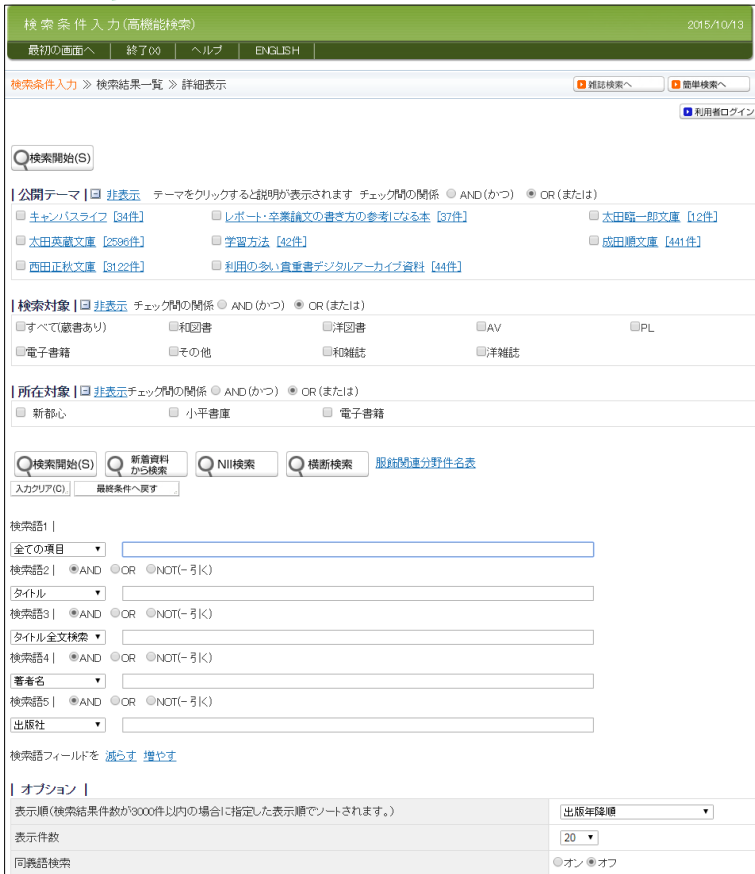 検索条件入力(高機能検索) 2015/10/13
最初の画面へ | 終了(X) | ヘルプ | ENGLISH |
検索条件入力 ≫ 検索結果一覧 ≫ 詳細表示 雑誌検索へ 簡単検索へ
利用者ログイン
検索開始(S)
| 公開テーマ | 非表示 テーマをクリックすると説明が表示されます チェック間の関係 AND(かつ) OR(または)
キャンパスライフ [34件] レポート・卒業論文の書き方の参考になる本 [37件] 太田臨一郎文庫 [12件]
太田英蔵文庫 [2596件] 学習方法 [42件] 成田順文庫 [441件]
西田正秋文庫 [3122件] 利用の多い貴重書デジタルアーカイブ資料 [44件]
| 検索対象 | 非表示 チェック間の関係 AND(かつ) OR(または)
すべて(蔵書あり) 和図書 洋図書 AV PL
電子書籍 その他 和雑誌 洋雑誌
| 所在対象 | 非表示チェック間の関係 AND(かつ) OR(または)
新都心 小平書庫 電子書籍
検索開始(S) 新着資料から検索 NII検索 横断検索 服飾関連分野件名表
入力クリア(C) 最終条件へ戻す
検索語1 |
全ての項目
検索語2 | AND OR NOT(-引く)
タイトル
検索語3 | AND OR NOT(-引く)
タイトル全文検索
検索語4 | AND OR NOT(-引く)
著者名
検索語5 | AND OR NOT(-引く)
出版社
検索語フィールドを 減らす 増やす
| オプション |
表示順(検索結果件数が3000件以内の場合に指定した表示順でソートされます。) 出版年降順
表示件数 20
同義語検索 オン オフ